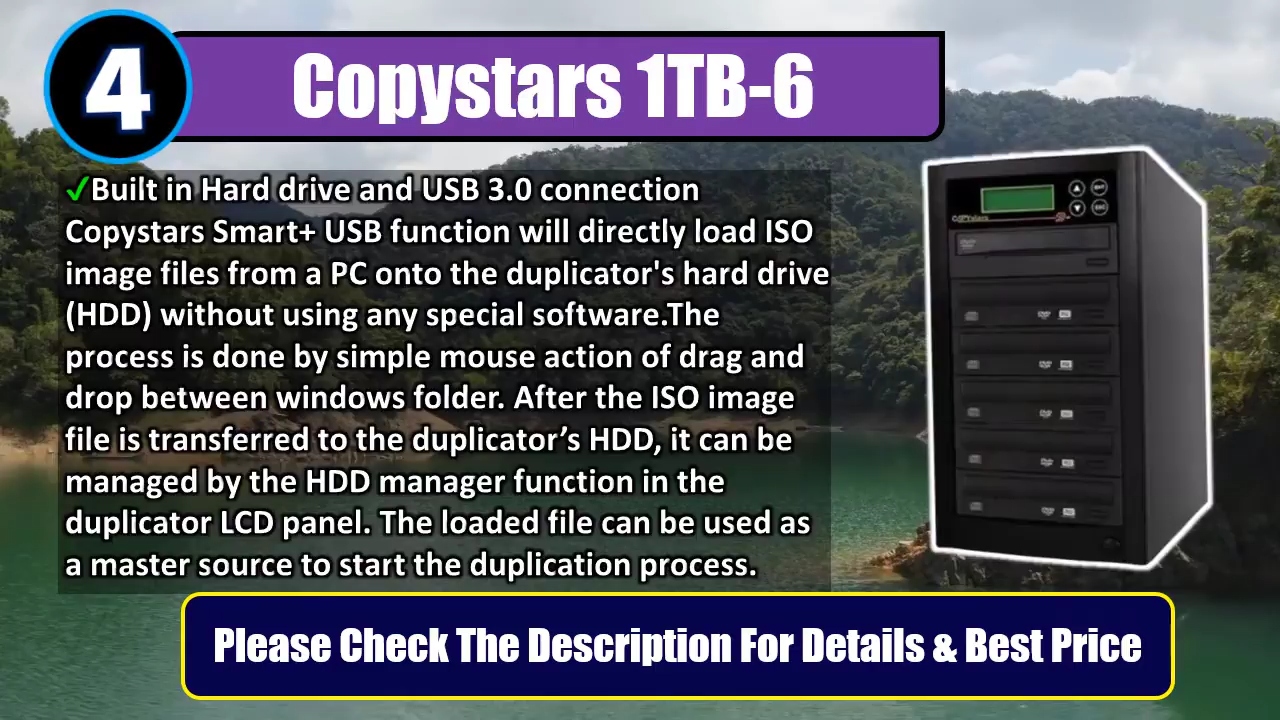 4
Copystars 1TB-6
✓Built in Hard drive and USB 3.0 connection
Copystars Smart+ USB function will directly load ISO
image files from a PC onto the duplicator's hard drive
(HDD) without using any special software.The
process is done by simple mouse action of drag and
drop between windows folder. After the ISO image
file is transferred to the duplicator’s HDD, it can be
managed by the HDD manager function in the
duplicator LCD panel. The loaded file can be used as
a master source to start the duplication process.
ESC
Please Check The Description For Details & Best Price